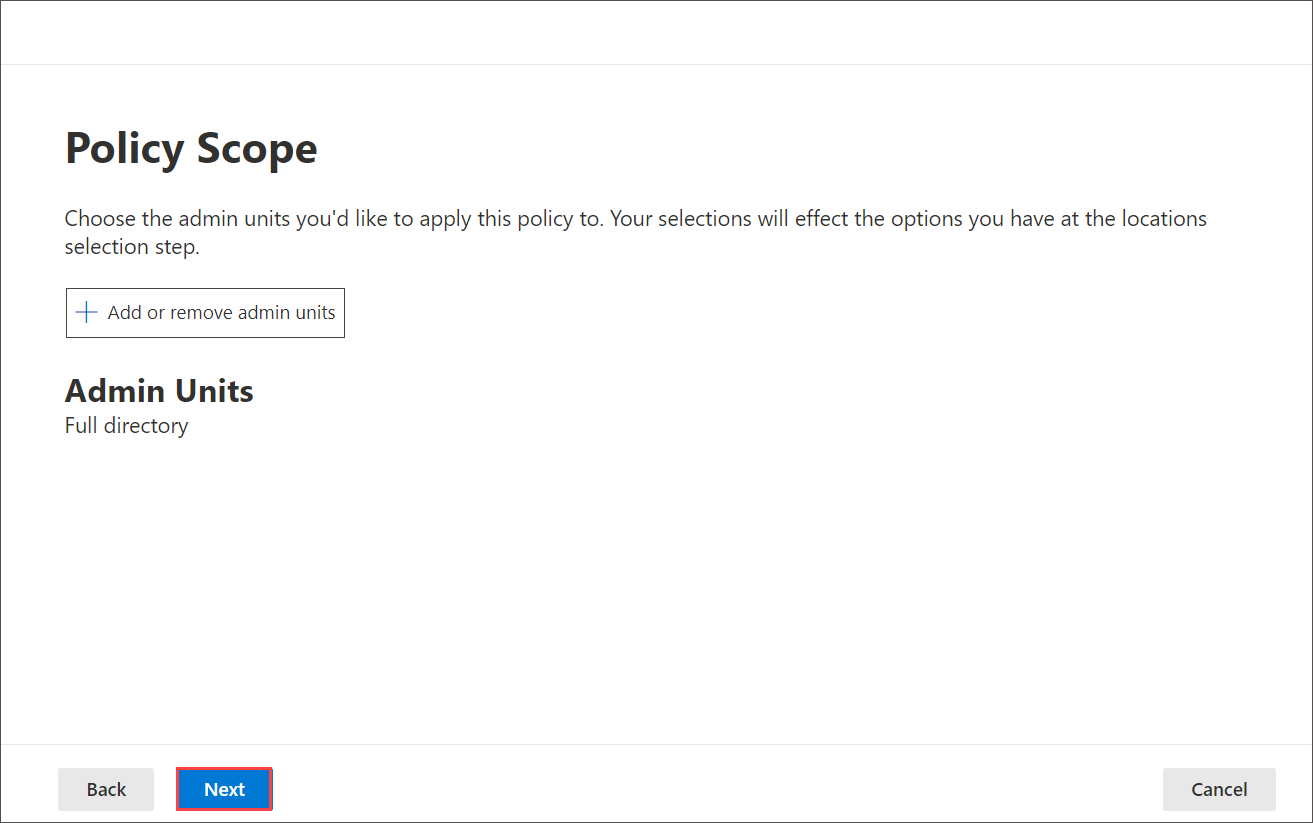 Policy Scope
Choose the admin units you'd like to apply this policy to. Your selections will effect the options you have at the locations
selection step.
Add or remove admin units
Admin Units
Full directory
Back
Next
Cancel